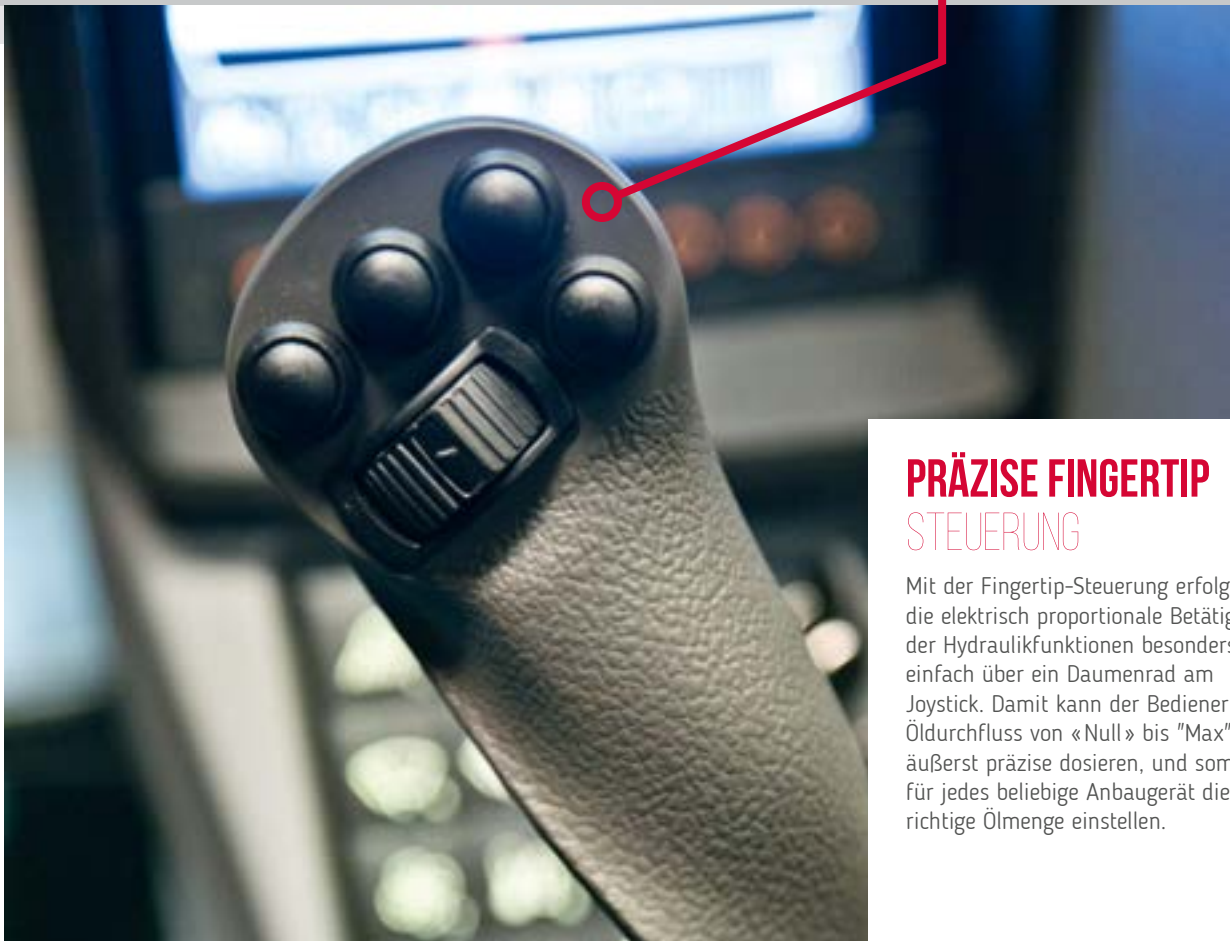 PRÄZISE FINGERTIP
STEUERUNG
Mit der Fingertip-Steuerung erfolg
die elektrisch proportionale Betätig
der Hydraulikfunktionen besonders
einfach über ein Daumenrad am
Joystick. Damit kann der Bediener
Öldurchfluss von «Null» bis "Max"
äußerst präzise dosieren, und som
für jedes beliebige Anbaugerät die
richtige Ölmenge einstellen.